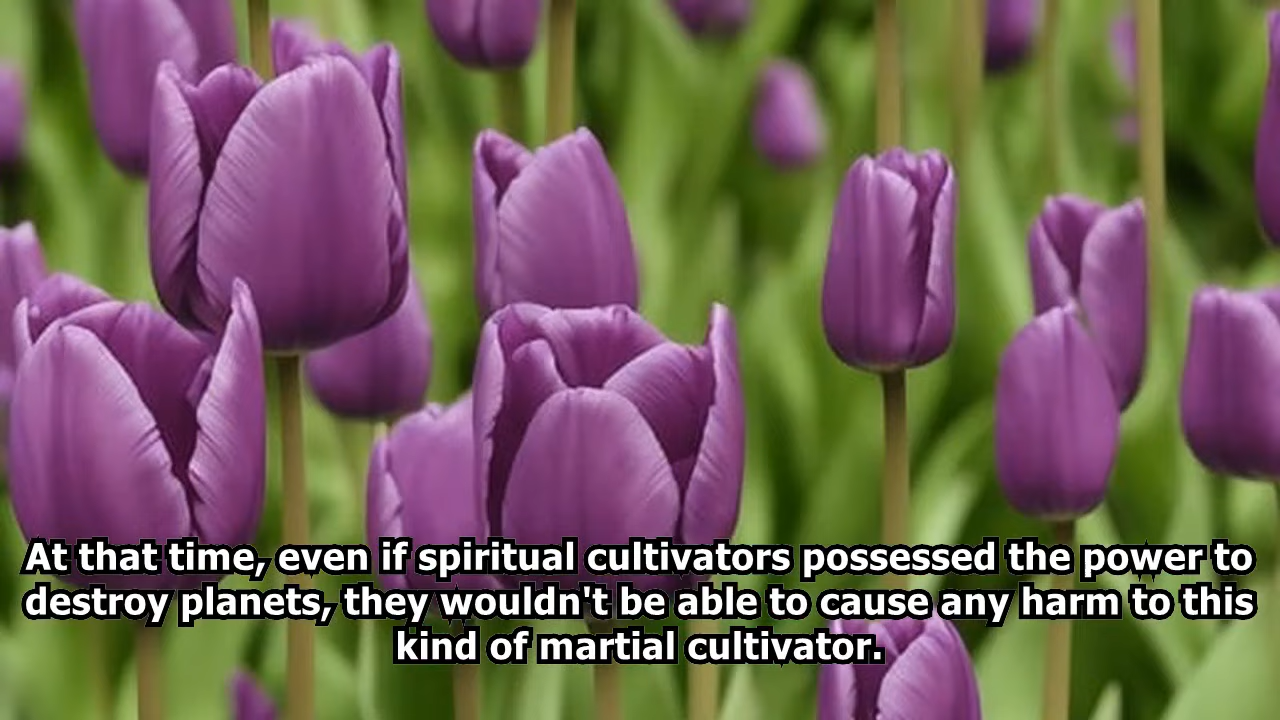 At that time, even if spiritual cultivators possessed the power to
destroy planets, they wouldn't be able to cause any harm to this
kind of martial cultivator.